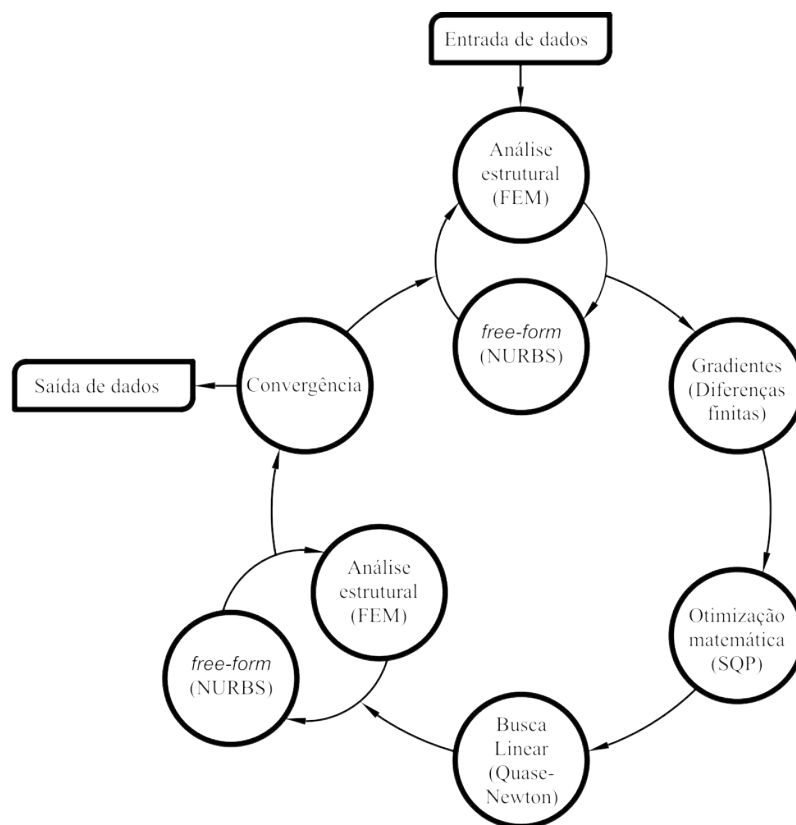 Entrada de dados
Análise
estrutural
(FEM)
free-form
(NURBS)
Gradientes
(Diferenças
finitas)
Otimização
matemática
(SQP)
Busca
Linear
(Quase-
Newton)
Análise
estrutural
(FEM)
free-form
(NURBS)
Convergência
Saída de dados